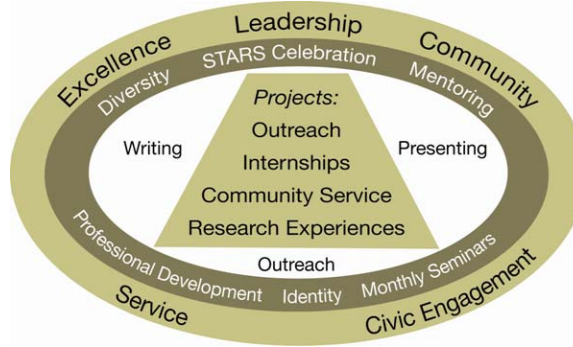 Leadership
Excellence
Community
STARS Celebration
Diversity
Mentoring
Projects:
Outreach
Internships
Community Service
Research Experiences
Writing
Presenting
Outreach
Professional Development
Identity
Monthly Seminars
Service
Civic Engagement